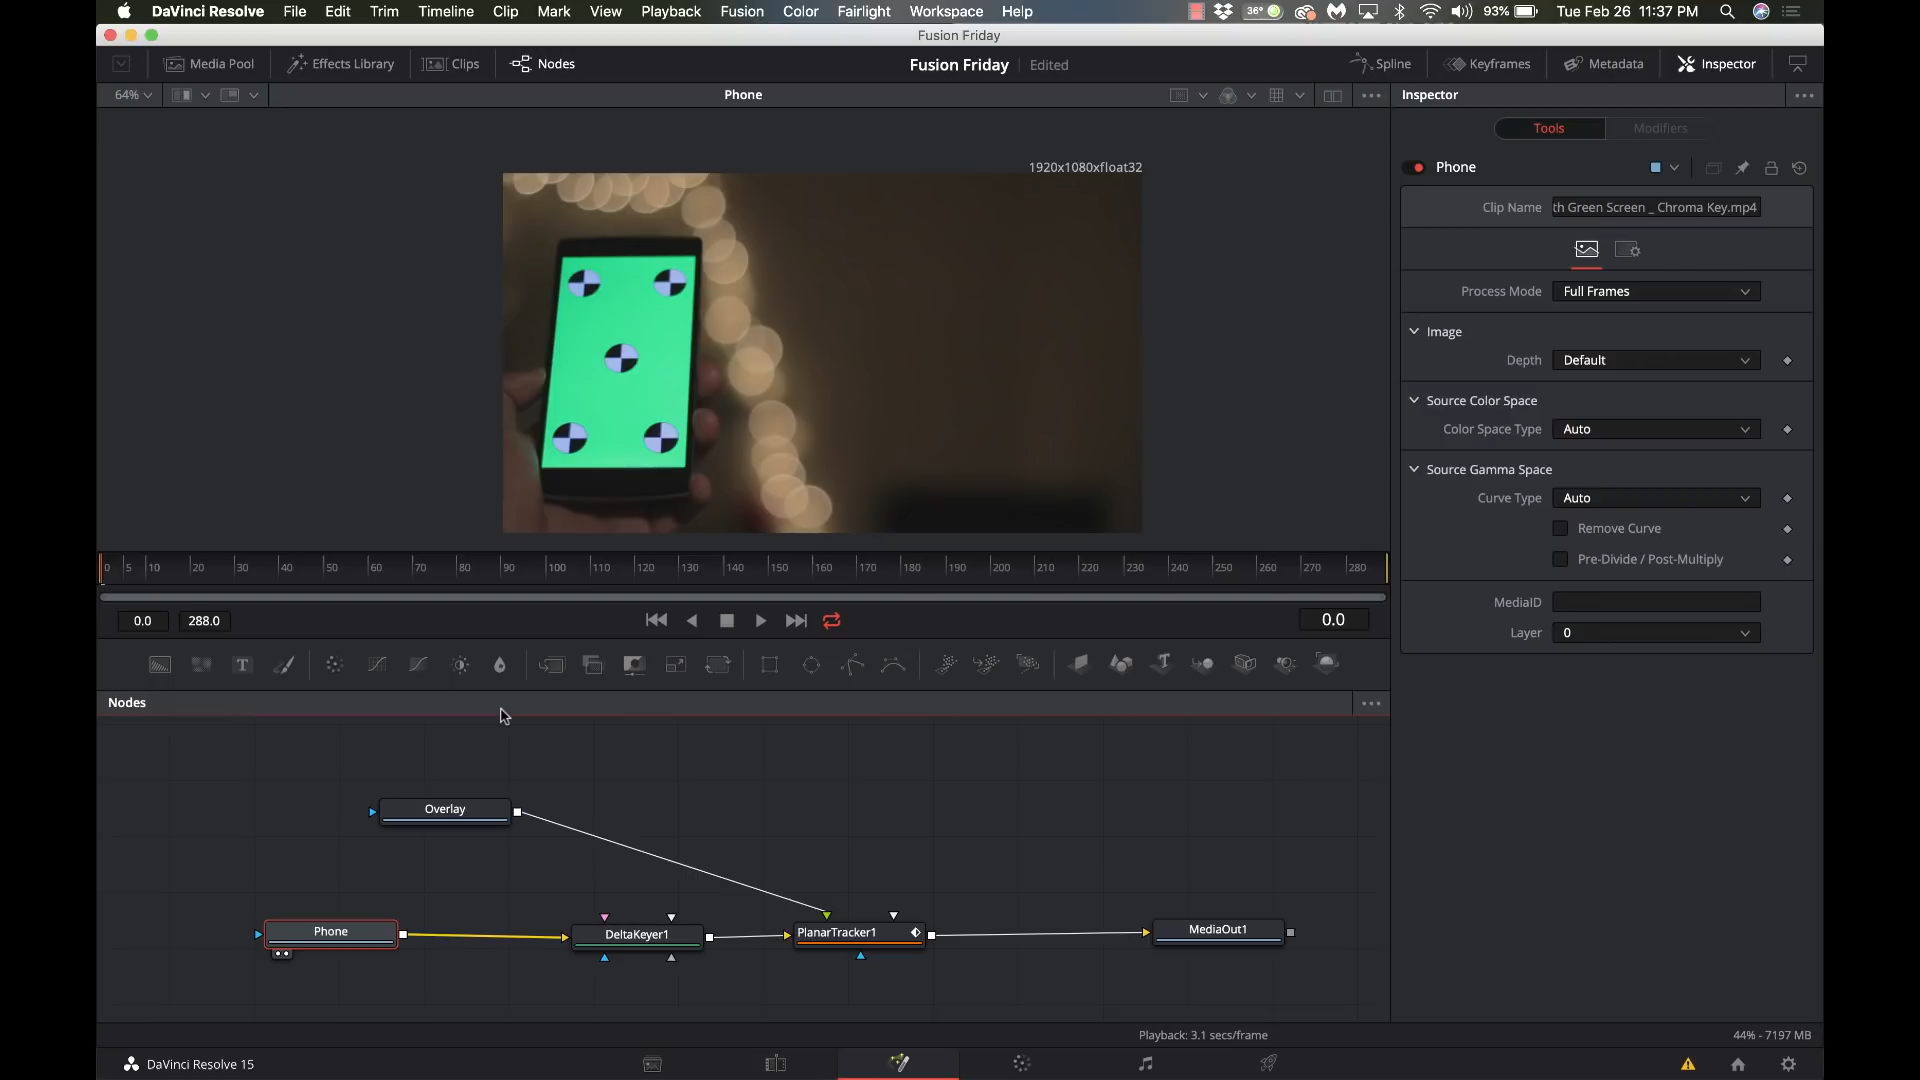 DaVinci Resolve File Edit Trim Timeline Clip Mark View Playback Fusion Color Fairlight Workspace Help 36° 93% Tue Feb 26 11:37 PM
Fusion Friday
Media Pool Effects Library Clips Nodes Fusion Friday Edited Spline Keyframes Metadata Inspector
64% Phone Inspector
Tools Modifiers
1920x1080xfloat32
Phone
Clip Name th Green Screen _ Chroma Key.mp4
Process Mode Full Frames
Image
Depth Default
Source Color Space
Color Space Type Auto
Source Gamma Space
Curve Type Auto
Remove Curve
Pre-Divide / Post-Multiply
0 5 10 20 30 40 50 60 70 80 90 100 110 120 130 140 150 160 170 180 190 200 210 220 230 240 250 260 270 280
MediaID
0.0 288.0 0.0
Layer 0
Nodes
Overlay
Phone DeltaKeyer1 PlanarTracker1 MediaOut1
Playback: 3.1 secs/frame 44% - 7197 MB
DaVinci Resolve 15